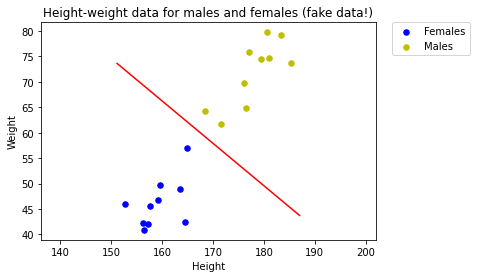 Height-weight data for males and females (fake data!)
Females
Males
80
75
70
65
60
55
50
45
40
Weight
140 150 160 170 180 190 200
Height